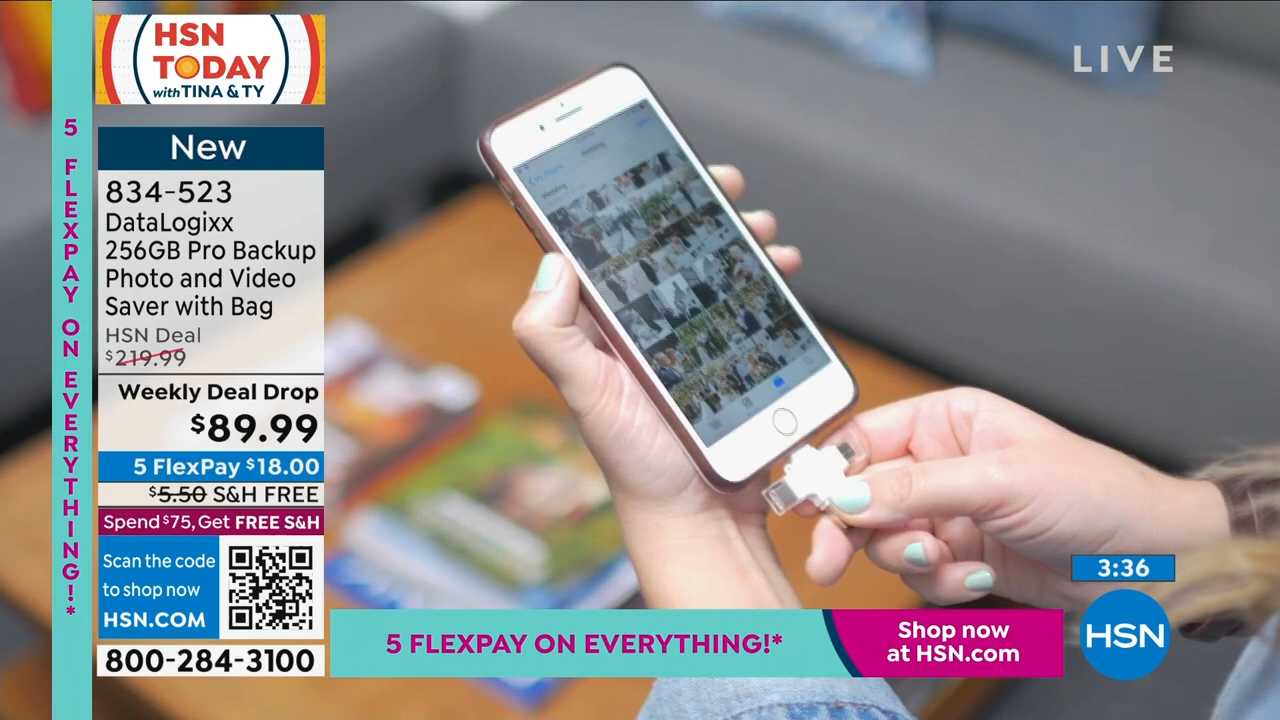 5 FLEXPAY ON EVERYTHING!*
HSN
TODAY
with TINA & TY
New
834-523
DataLogixx
256GB Pro Backup
Photo and Video
Saver with Bag
HSN Deal
$219.99
Weekly Deal Drop
$89.99
5 FlexPay $18.00
$5.50 S&H FREE
Spend $75, Get FREE S&H
Scan the code
to shop now
HSN.COM
800-284-3100
LIVE
Wedding
3:36
HSN
5 FLEXPAY ON EVERYTHING!*
Shop now
at HSN.com